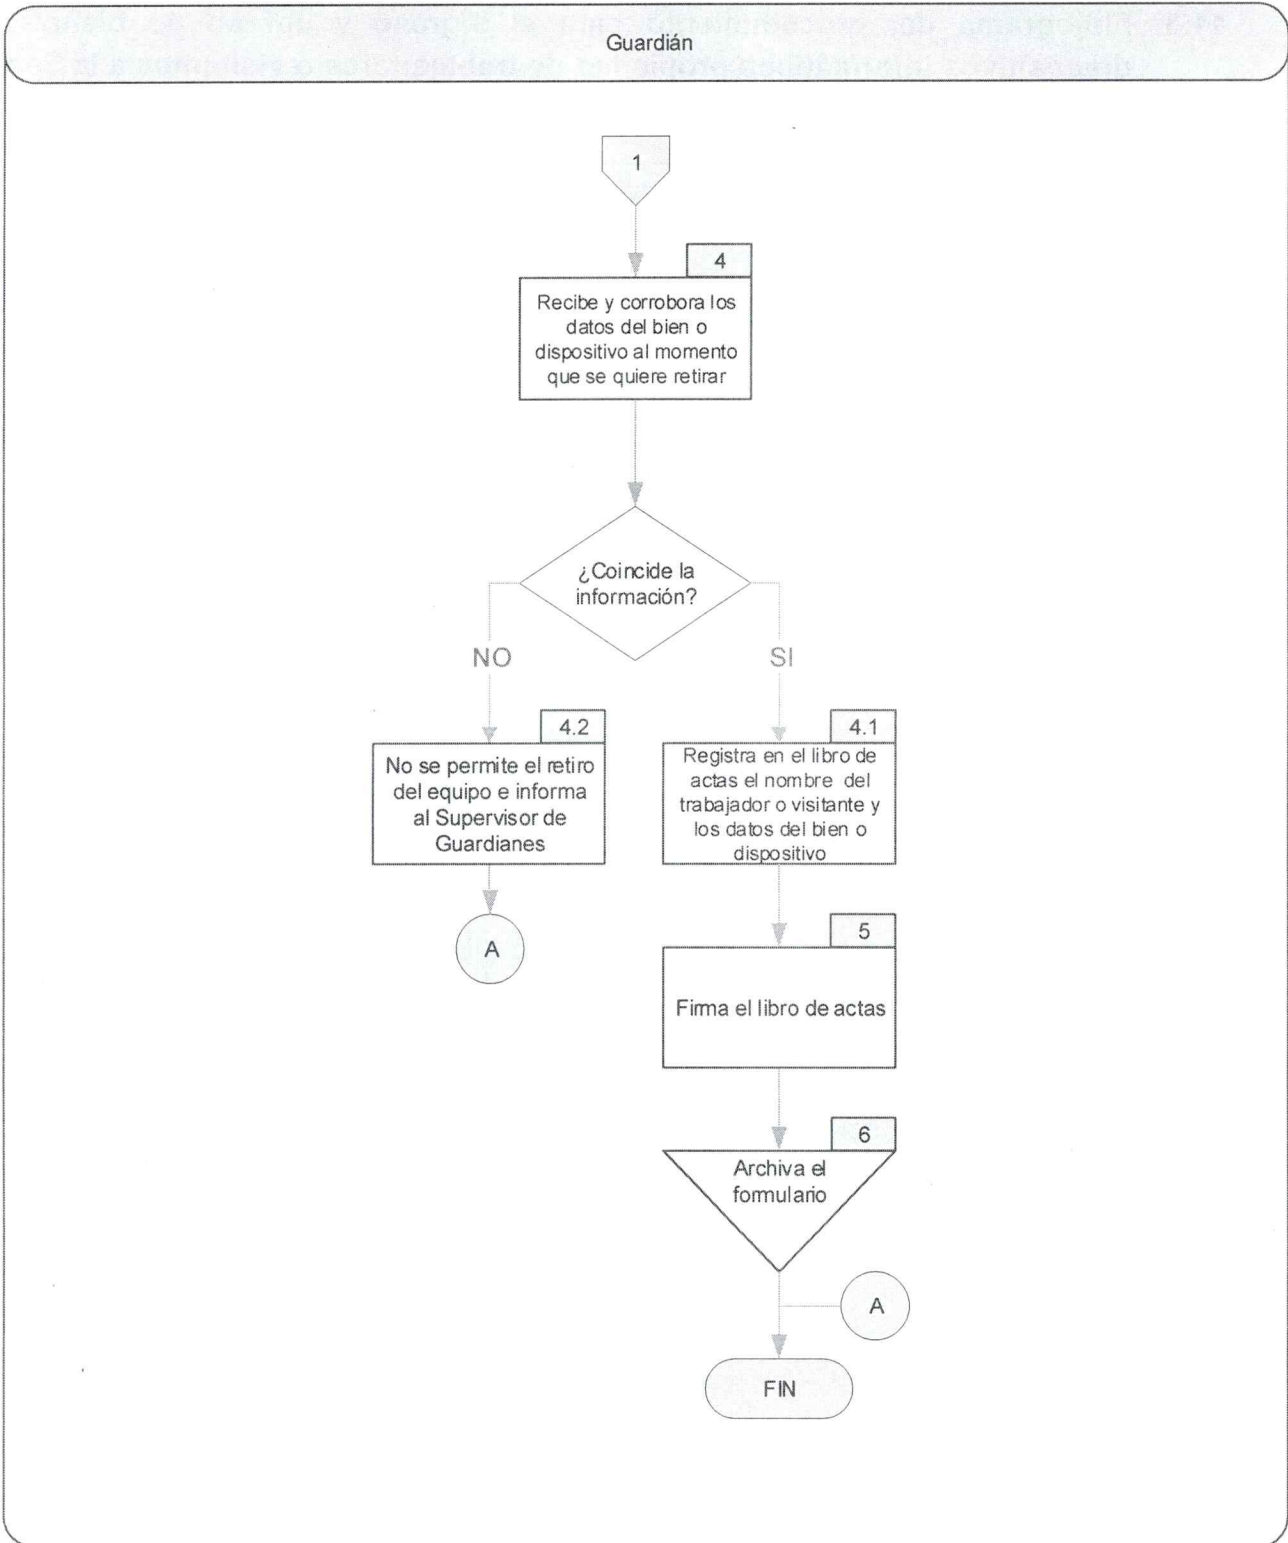 Guardián
1
4
Recibe y corrobora los
datos del bien o
dispositivo al momento
que se quiere retirar
¿Coincide la
información?
NO
SI
4.2
No se permite el retiro
del equipo e informa
al Supervisor de
Guardianes
4.1
Registra en el libro de
actas el nombre del
trabajador o visitante y
los datos del bien o
dispositivo
A
5
Firma el libro de actas
6
Archiva el
formulario
A
FIN